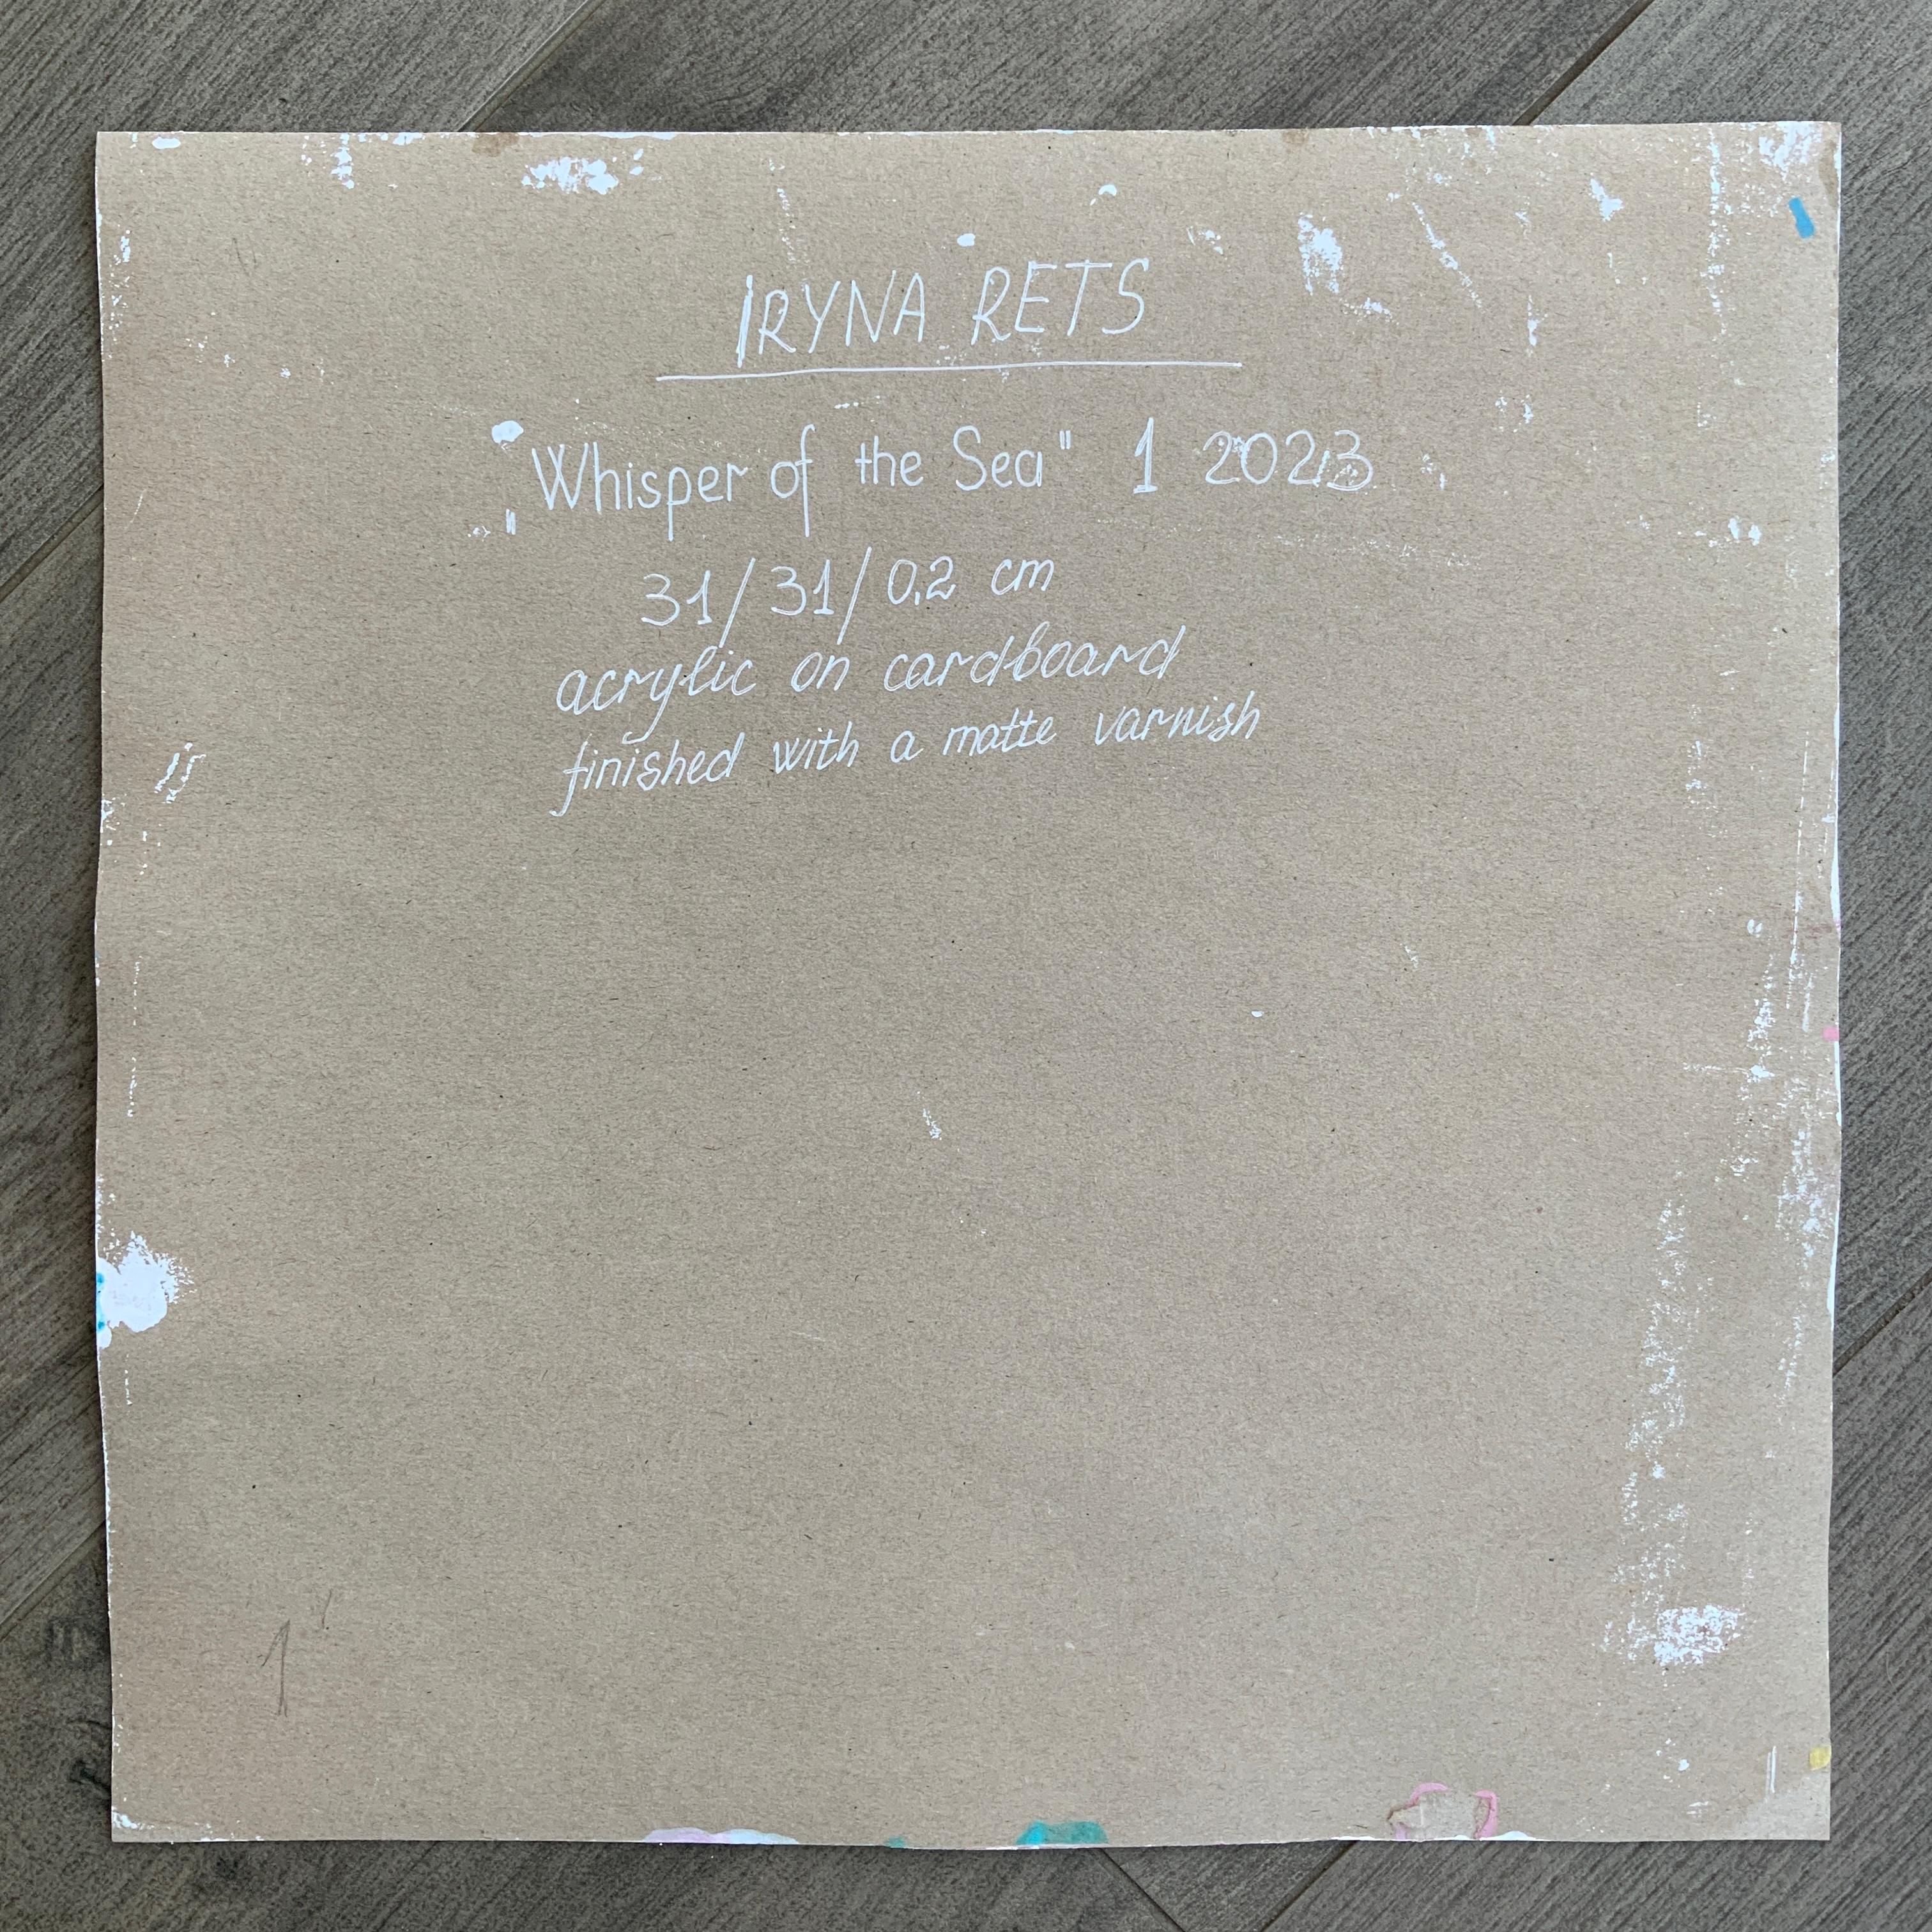 IRYNA RETS
"Whisper of the Sea" 1 2023
31/31/0.2 cm
acrylic on cardboard
finished with a matte varnish
1